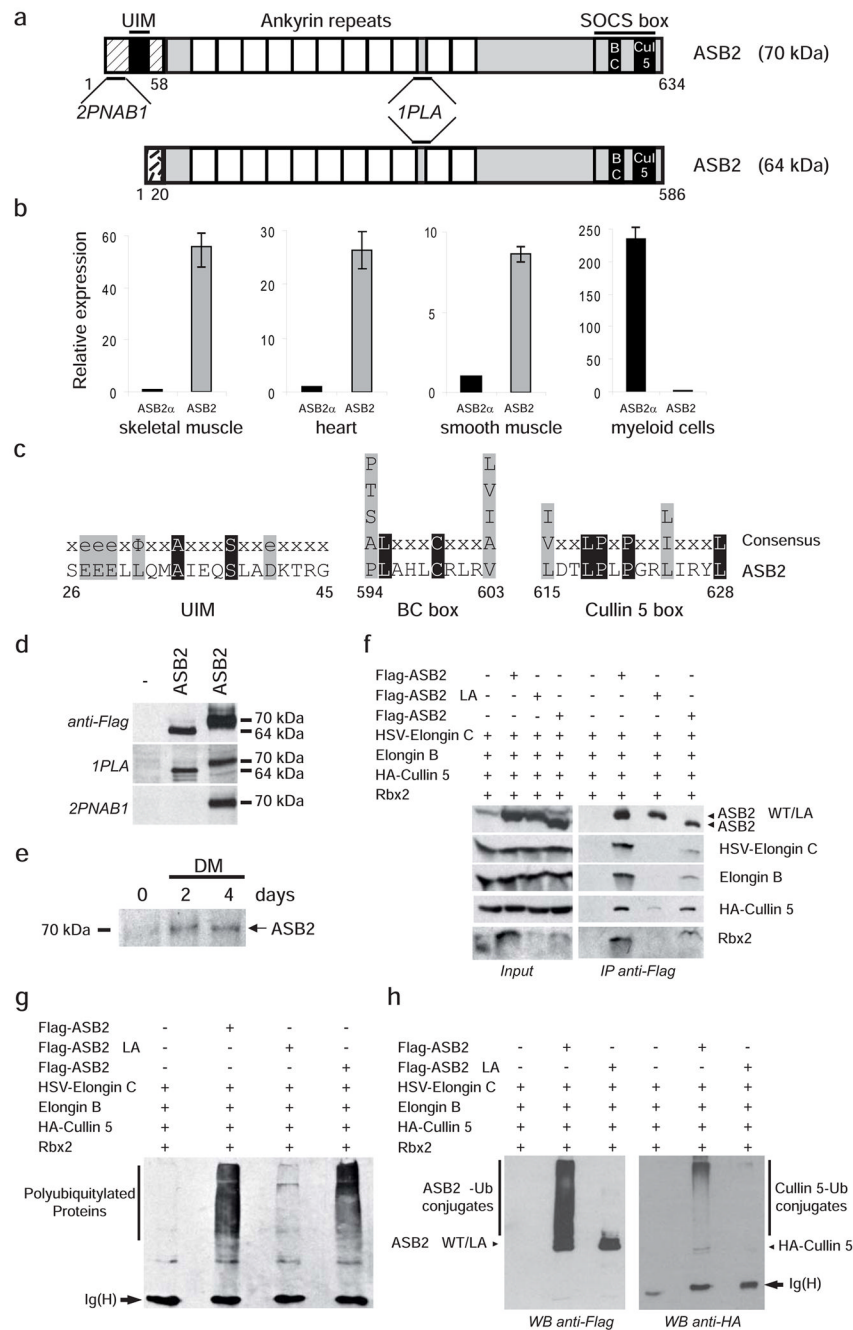 a
UIM
Ankyrin repeats
SOCS box
B C
Cul 5
ASB2 (70 kDa)
1
58
634
2PNAB1
1PLA
B C
Cul 5
ASB2 (64 kDa)
1 20
586
b
Relative expression
60
40
20
0
ASB2α ASB2
skeletal muscle
30
20
10
0
ASB2α ASB2
heart
10
5
0
ASB2α ASB2
smooth muscle
250
200
150
100
50
0
ASB2α ASB2
myeloid cells
c
P L
T V
S I I L
xeeexΦxxAxxxSxxexxxx ALxxxCxxxA VxxLPxPxxxIxxxL Consensus
SEEELLQMAIEQSLADKTRG PLAHLCRLRV LDTLPLPGRLIRYL ASB2
26 45 594 603 615 628
UIM BC box Cullin 5 box
d
- ASB2 ASB2
anti-Flag
70 kDa
64 kDa
1PLA
70 kDa
64 kDa
2PNAB1
70 kDa
e
DM
0 2 4 days
70 kDa
ASB2
f
Flag-ASB2 - + - - - + - -
Flag-ASB2 LA - - + - - - + -
Flag-ASB2 - - - + - - - +
HSV-Elongin C + + + + + + + +
Elongin B + + + + + + + +
HA-Cullin 5 + + + + + + + +
Rbx2 + + + + + + + +
ASB2 WT/LA
ASB2
HSV-Elongin C
Elongin B
HA-Cullin 5
Rbx2
Input
IP anti-Flag
g
Flag-ASB2 - + - -
Flag-ASB2 LA - - + -
Flag-ASB2 - - - +
HSV-Elongin C + + + +
Elongin B + + + +
HA-Cullin 5 + + + +
Rbx2 + + + +
Polyubiquitylated
Proteins
Ig(H)
h
Flag-ASB2 - + - - + -
Flag-ASB2 LA - - + - - +
HSV-Elongin C + + + + + +
Elongin B + + + + + +
HA-Cullin 5 + + + + + +
Rbx2 + + + + + +
ASB2 -Ub
conjugates
ASB2 WT/LA
Cullin 5-Ub
conjugates
HA-Cullin 5
Ig(H)
WB anti-Flag
WB anti-HA